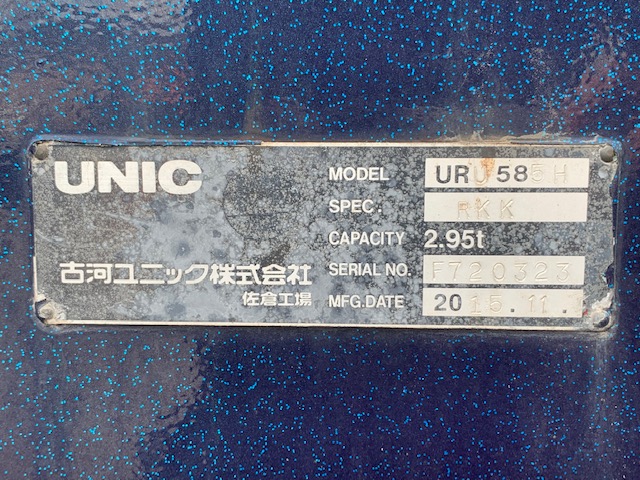 UNIC
MODEL URU585H
SPEC. RKK
CAPACITY 2.95t
古河ユニック株式会社
SERIAL NO. F720323
佐倉工場
MFG.DATE 2015.11.